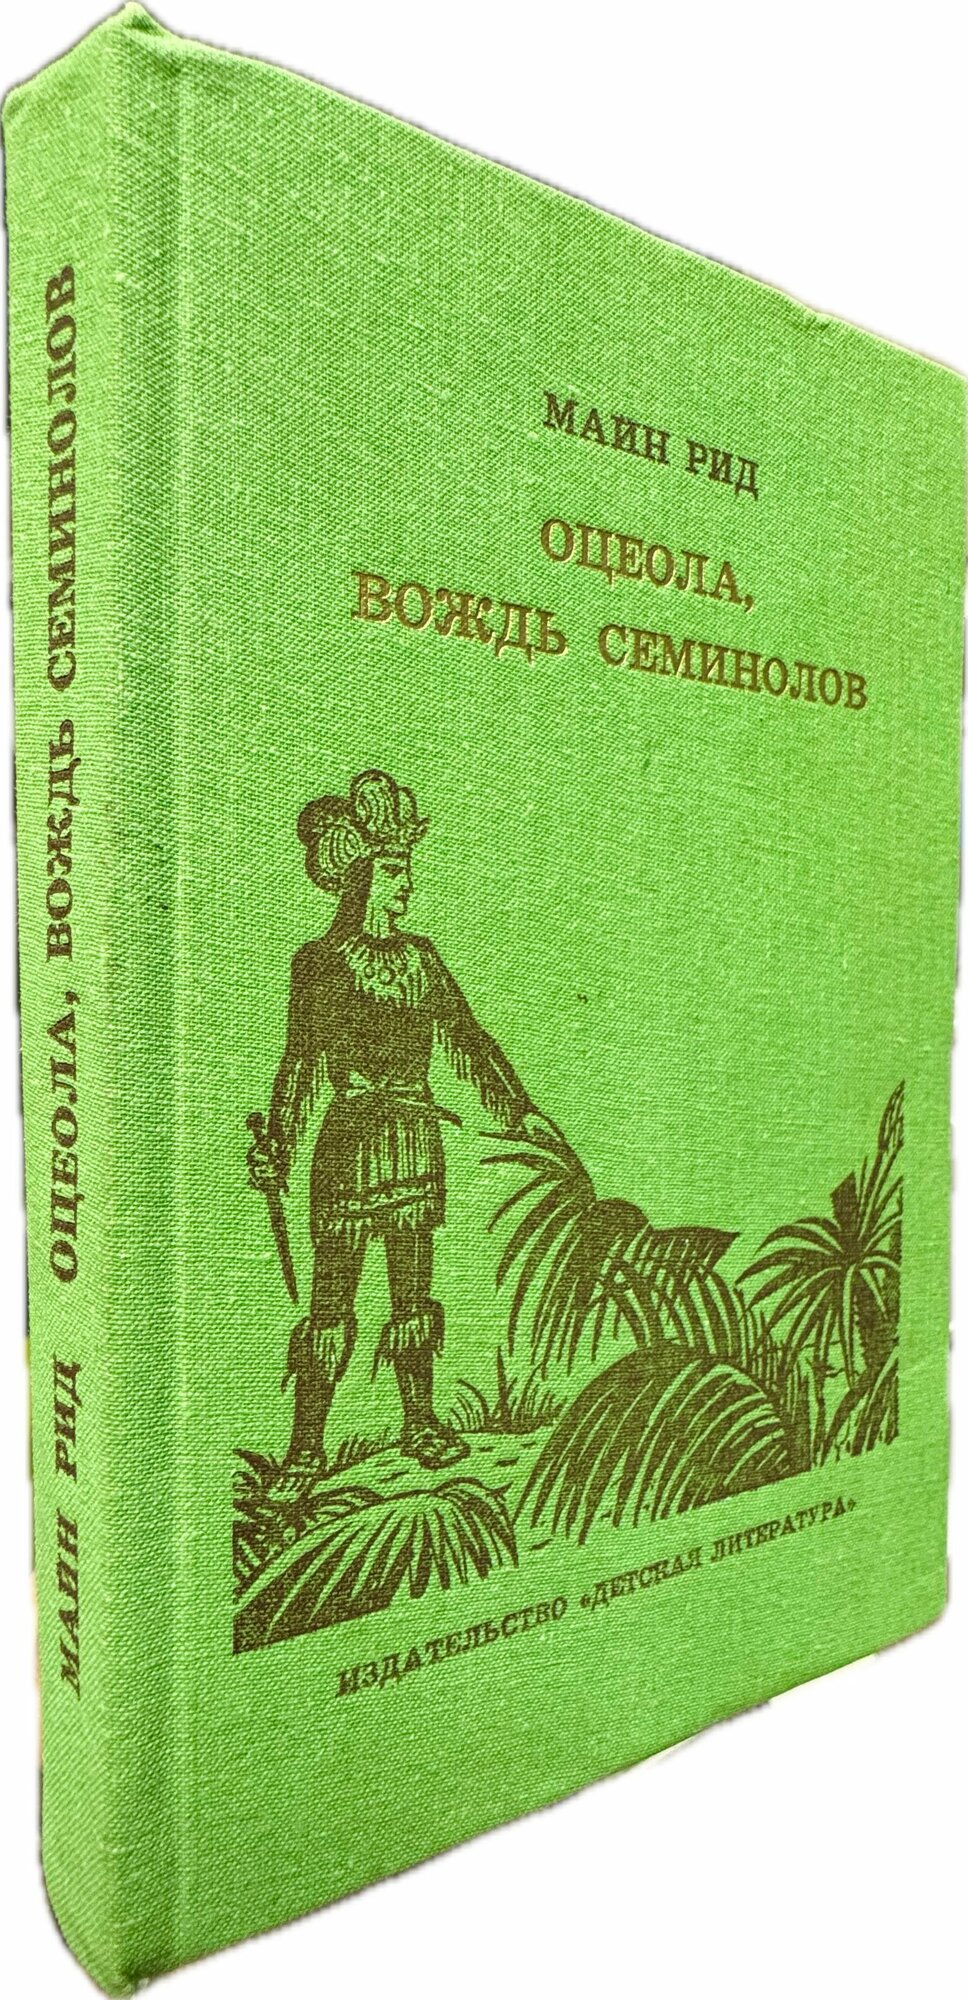 МАЙН РИД ОЦЕОЛА, ВОЖДЬ СЕМИНОЛОВ
МАЙН РИД
ОЦЕОЛА,
ВОЖДЬ СЕМИНОЛОВ
ИЗДАТЕЛЬСТВО «ДЕТСКАЯ ЛИТЕРАТУРА»